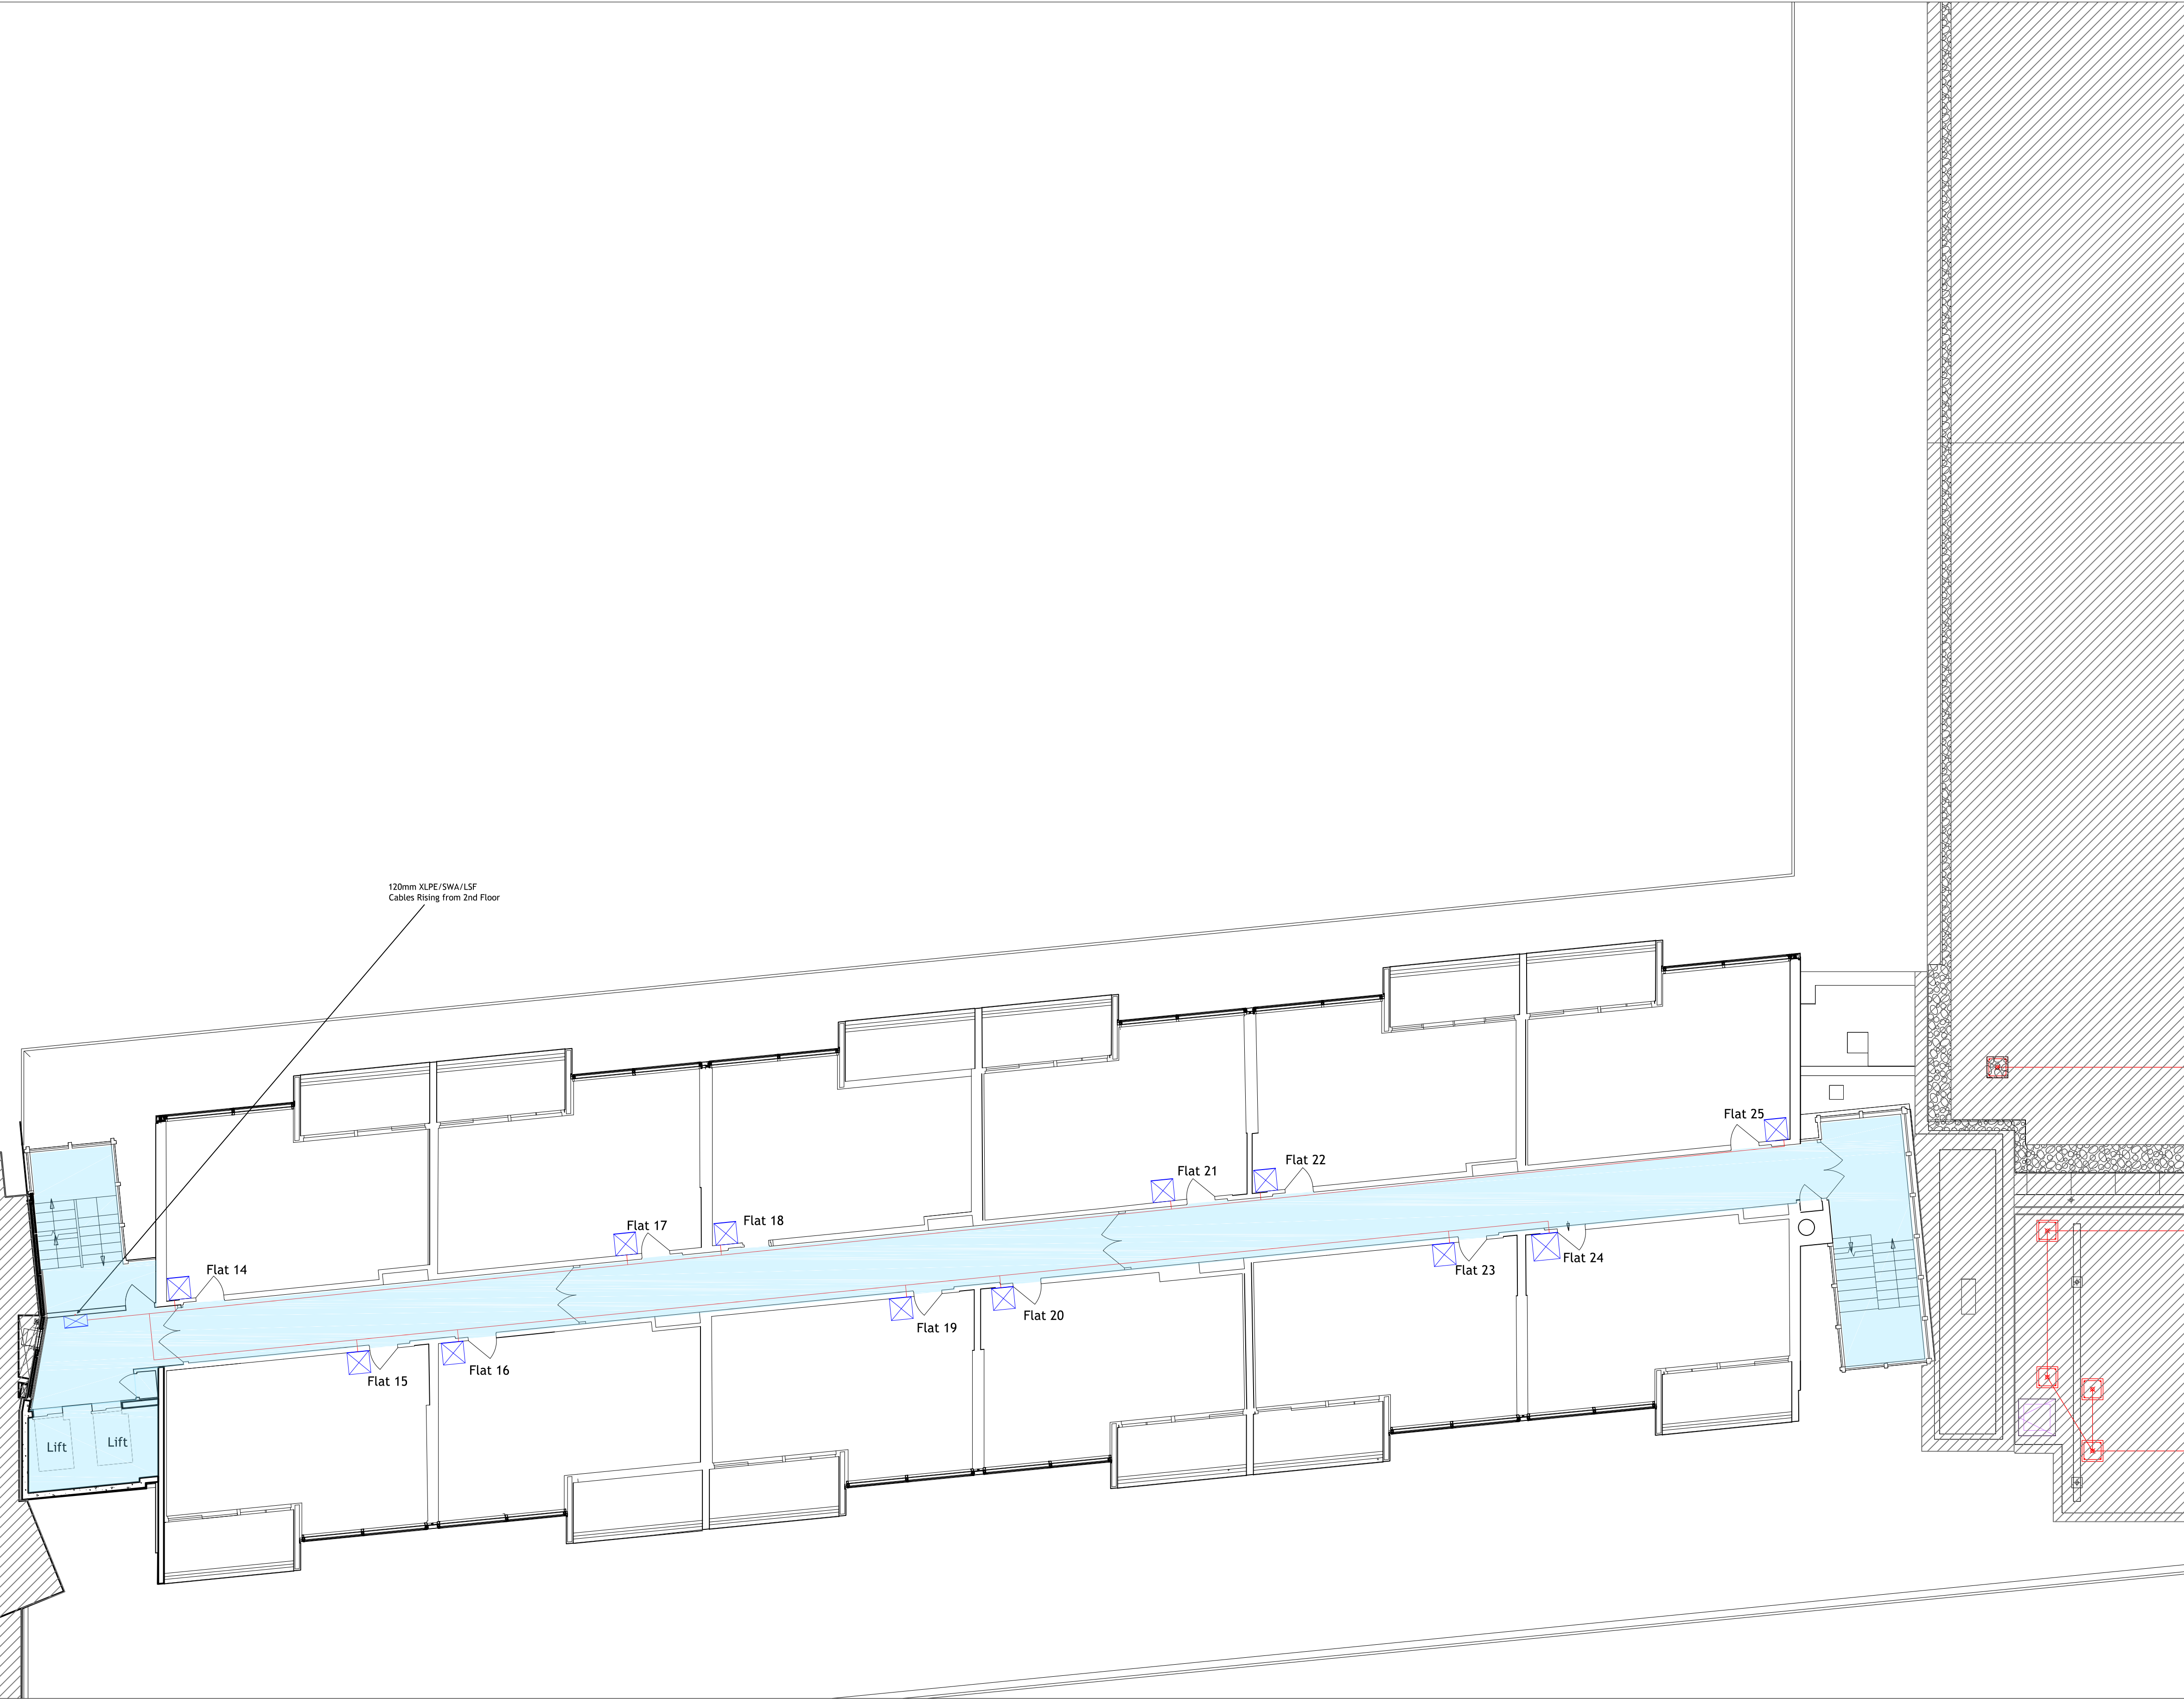 120mm XLPE/SWA/LSF
Cables Rising from 2nd Floor
Flat 25
Flat 21
Flat 22
Flat 17
Flat 18
Flat 14
Flat 24
Flat 23
Flat 20
Flat 19
Flat 16
Flat 15
Lift
Lift